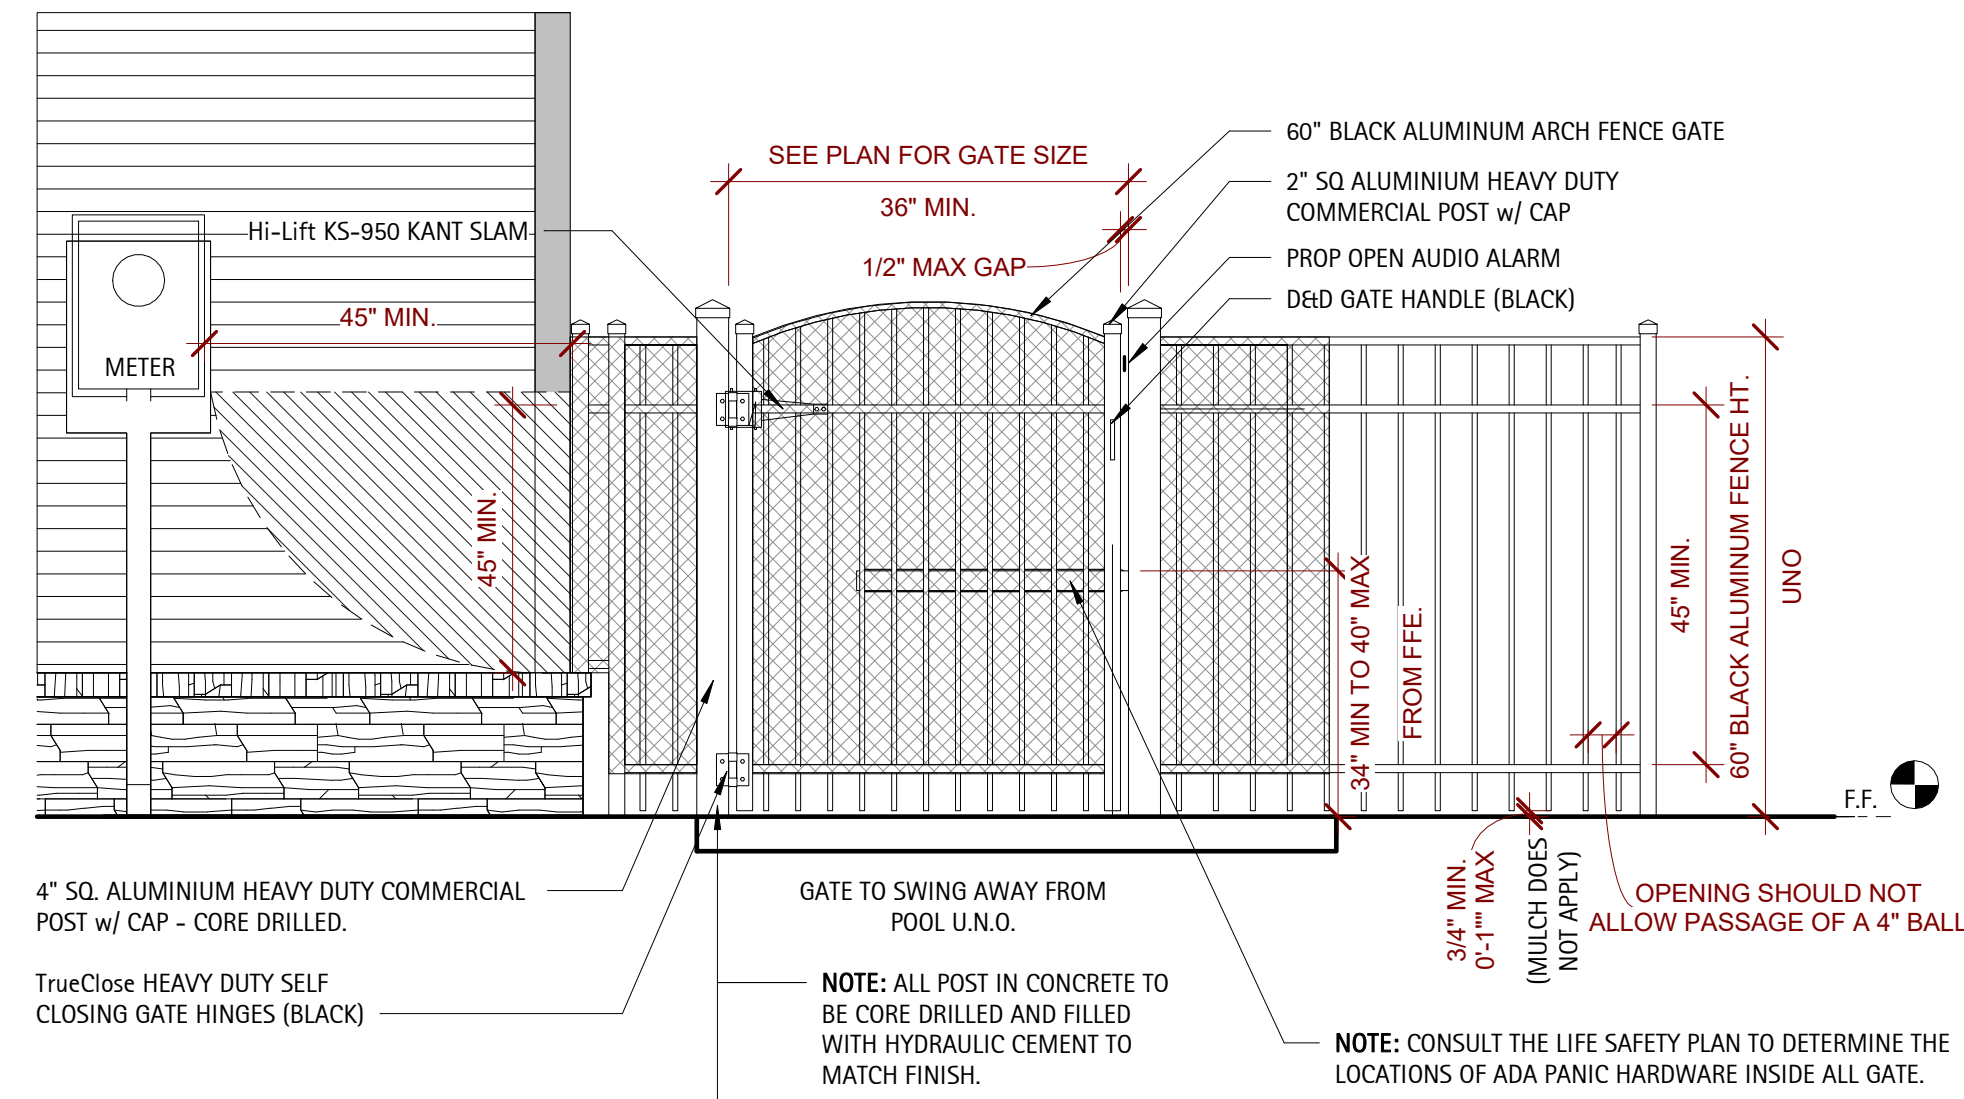 60" BLACK ALUMINUM ARCH FENCE GATE
SEE PLAN FOR GATE SIZE
2" SQ ALUMINIUM HEAVY DUTY
COMMERCIAL POST w/ CAP
36" MIN.
Hi-Lift KS-950 KANT SLAM
PROP OPEN AUDIO ALARM
1/2" MAX GAP
D&D GATE HANDLE (BLACK)
45" MIN.
METER
45" MIN.
34" MIN TO 40" MAX
FROM FFE.
45" MIN.
60" BLACK ALUMINUM FENCE HT.
UNO
F.F.
3/4" MIN.
0'-1"" MAX
(MULCH DOES
NOT APPLY)
OPENING SHOULD NOT
ALLOW PASSAGE OF A 4" BALL
4" SQ. ALUMINIUM HEAVY DUTY COMMERCIAL
POST w/ CAP - CORE DRILLED.
GATE TO SWING AWAY FROM
POOL U.N.O.
TrueClose HEAVY DUTY SELF
CLOSING GATE HINGES (BLACK)
NOTE: ALL POST IN CONCRETE TO
BE CORE DRILLED AND FILLED
WITH HYDRAULIC CEMENT TO
MATCH FINISH.
NOTE: CONSULT THE LIFE SAFETY PLAN TO DETERMINE THE
LOCATIONS OF ADA PANIC HARDWARE INSIDE ALL GATE.